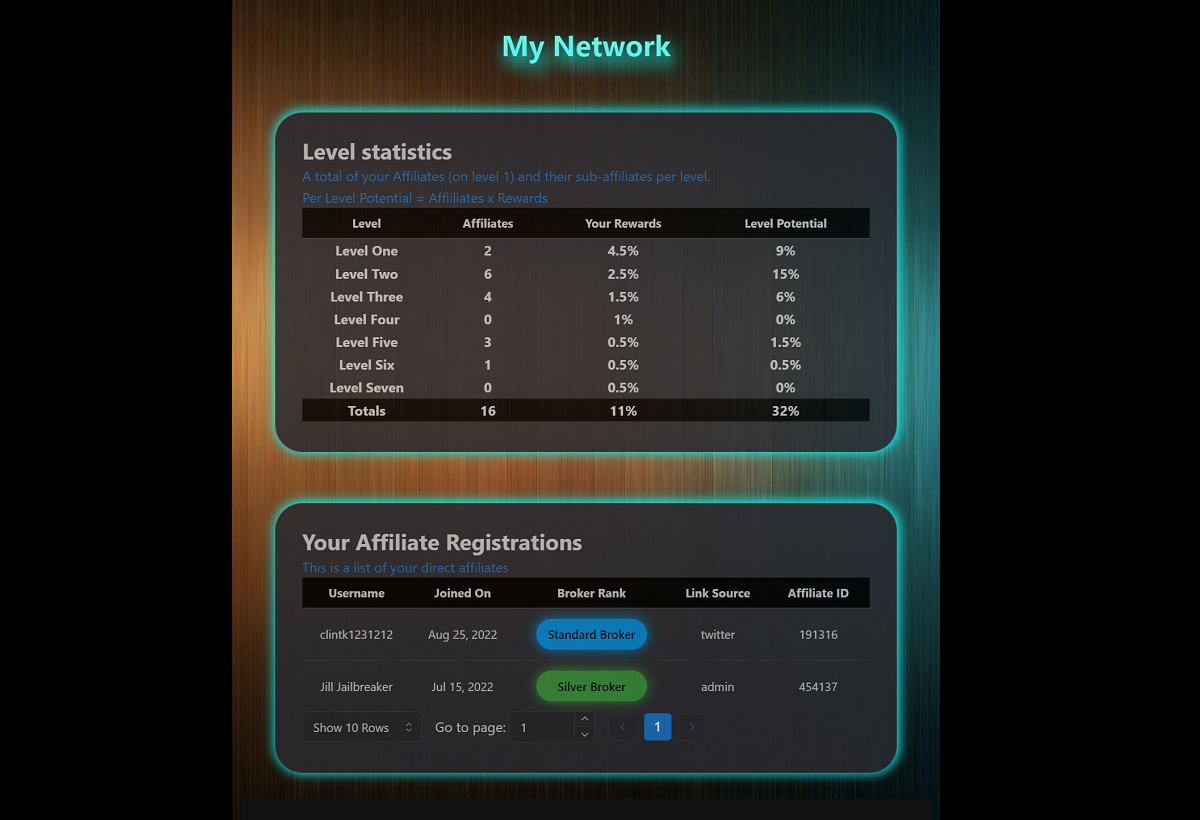 My Network
Level statistics
A total of your Affiliates (on level 1) and their sub-affiliates per level.
Per Level Potential = Affliliates x Rewards
Level Affiliates Your Rewards Level Potential
Level One 2 4.5% 9%
Level Two 6 2.5% 15%
Level Three 4 1.5% 6%
Level Four 0 1% 0%
Level Five 3 0.5% 1.5%
Level Six 1 0.5% 0.5%
Level Seven 0 0.5% 0%
Totals 16 11% 32%
Your Affiliate Registrations
This is a list of your direct affiliates
Username Joined On Broker Rank Link Source Affiliate ID
clintk1231212 Aug 25, 2022 Standard Broker twitter 191316
Jill Jailbreaker Jul 15, 2022 Silver Broker admin 454137
Show 10 Rows Go to page: 1 1